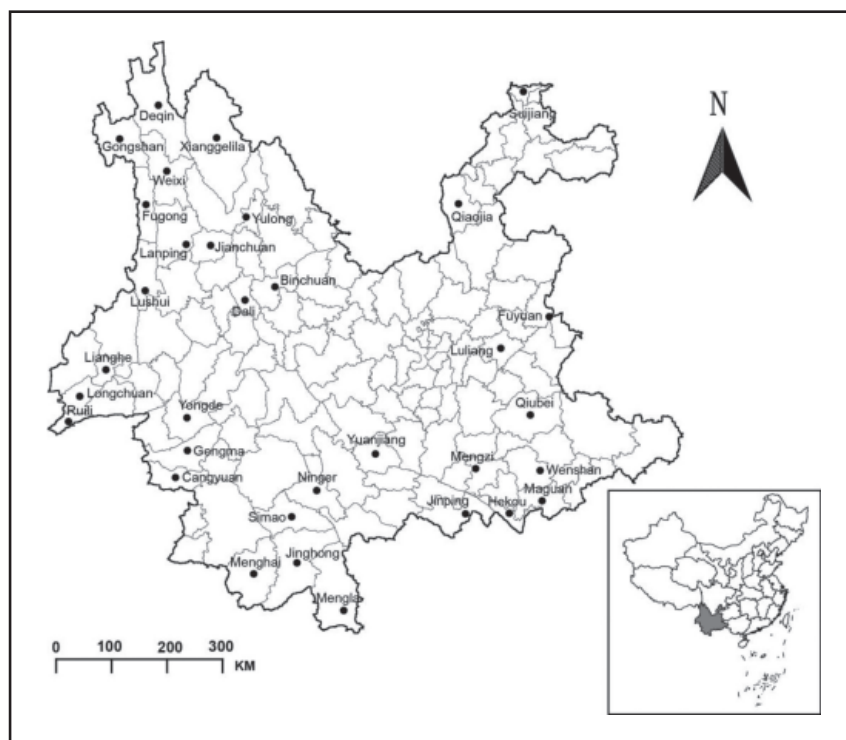 N
Suijiang
Deqin
Gongshan
Xianggelila
Weixi
Fugong
Yulong
Qiaojia
Lanping
Jianchuan
Binchuan
Lushui
Dali
Fuyuan
Luliang
Lianghe
Longchuan
Ruili
Yongde
Qiubei
Gengma
Yuanjiang
Mengzi
Wenshan
Cangyuan
Ninger
Maguan
Simao
Jinping
Hekou
Menghai
Jinghong
Mengla
0 100 200 300
KM